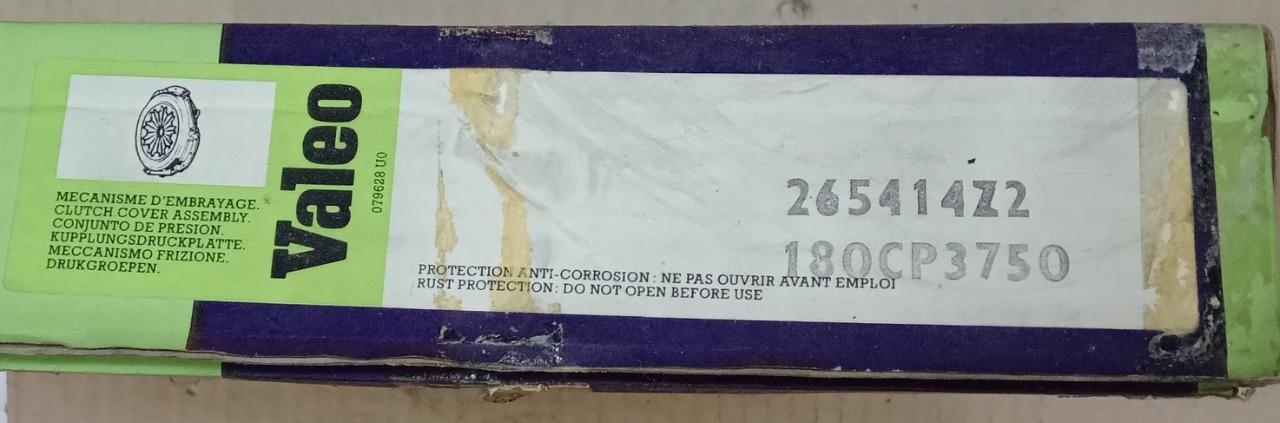 MECANISME D'EMBRAYAGE.
CLUTCH COVER ASSEMBLY.
CONJUNTO DE PRESION.
KUPPLUNGSDRUCKPLATTE.
MECCANISMO FRIZIONE.
DRUKGROEPEN.
Valeo
079628 U0
265414Z2
180CP3750
PROTECTION ANTI-CORROSION : NE PAS OUVRIR AVANT EMPLOI
RUST PROTECTION : DO NOT OPEN BEFORE USE